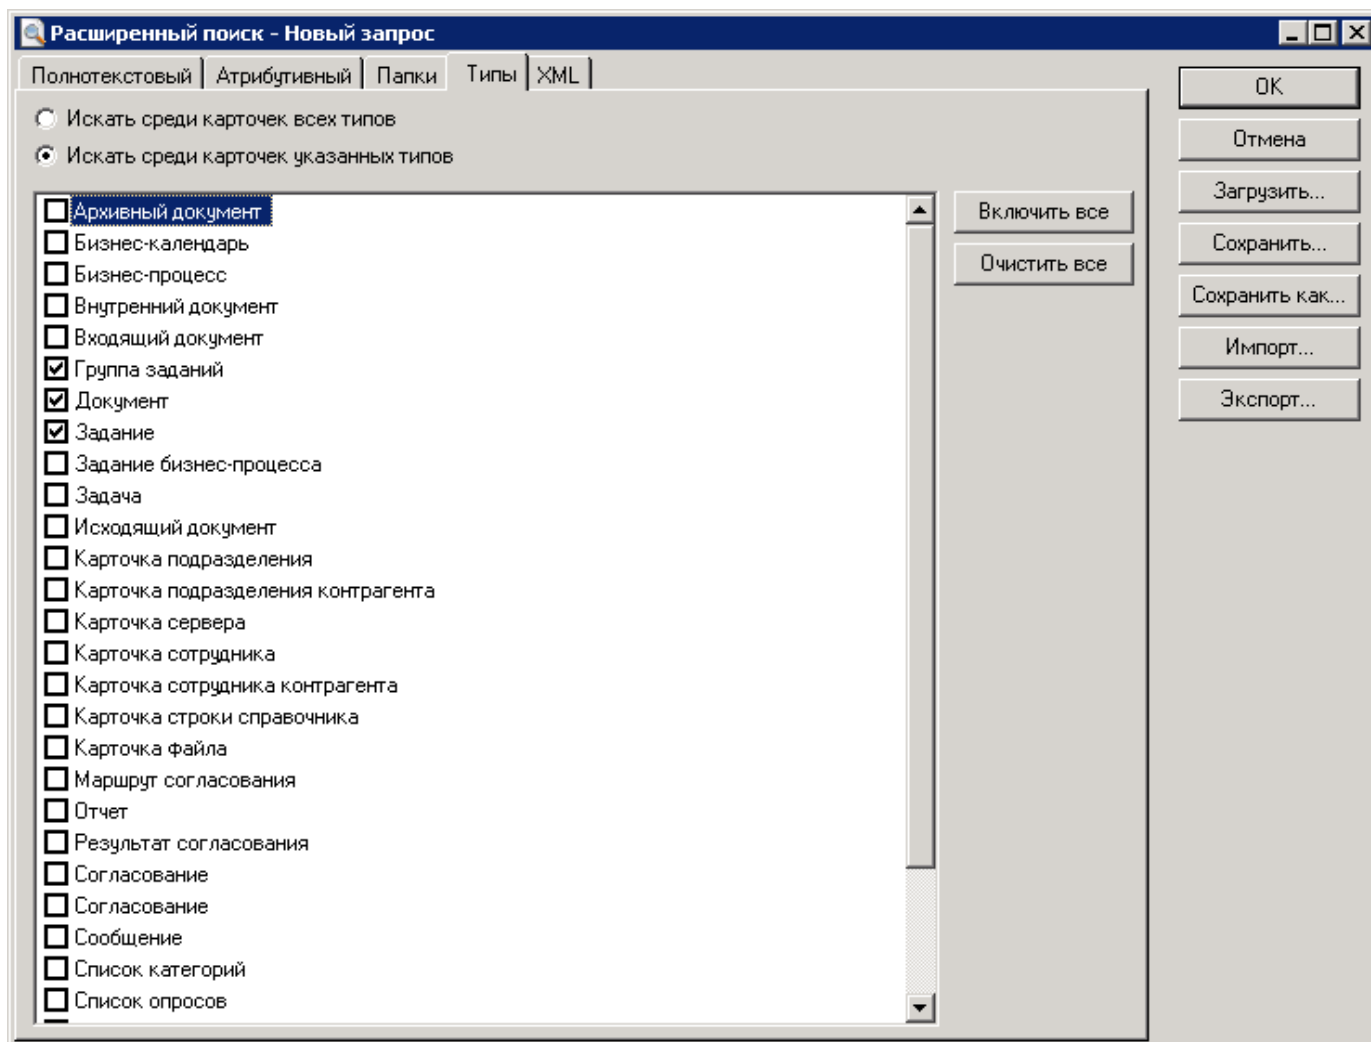 Расширенный поиск - Новый запрос
Полнотекстовый Атрибутивный Папки Типы XML
Искать среди карточек всех типов
Искать среди карточек указанных типов
Архивный документ
Бизнес-календарь
Бизнес-процесс
Внутренний документ
Входящий документ
Группа заданий
Документ
Задание
Задание бизнес-процесса
Задача
Исходящий документ
Карточка подразделения
Карточка подразделения контрагента
Карточка сервера
Карточка сотрудника
Карточка сотрудника контрагента
Карточка строки справочника
Карточка файла
Маршрут согласования
Отчет
Результат согласования
Согласование
Согласование
Сообщение
Список категорий
Список опросов
Включить все
Очистить все
OK
Отмена
Загрузить...
Сохранить...
Сохранить как...
Импорт...
Экспорт...